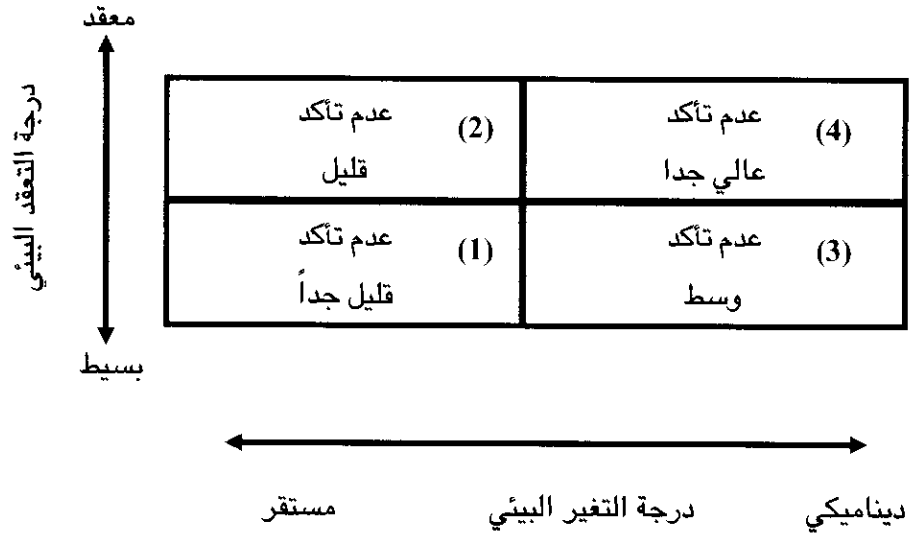 معقد
درجة التعقد البيئي
(2) عدم تأكد
قليل
(4) عدم تأكد
عالي جدا
(1) عدم تأكد
قليل جداً
(3) عدم تأكد
وسط
بسيط
ديناميكي درجة التغير البيئي مستقر